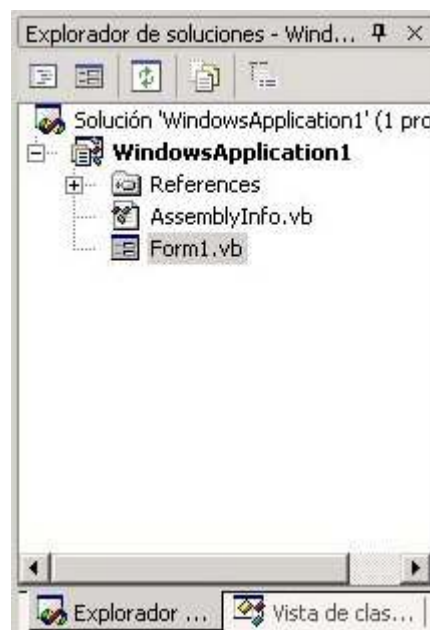 Explorador de soluciones - Wind...
Solución 'WindowsApplication1' (1 pro
WindowsApplication1
References
AssemblyInfo.vb
Form1.vb
Explorador ... Vista de clas...